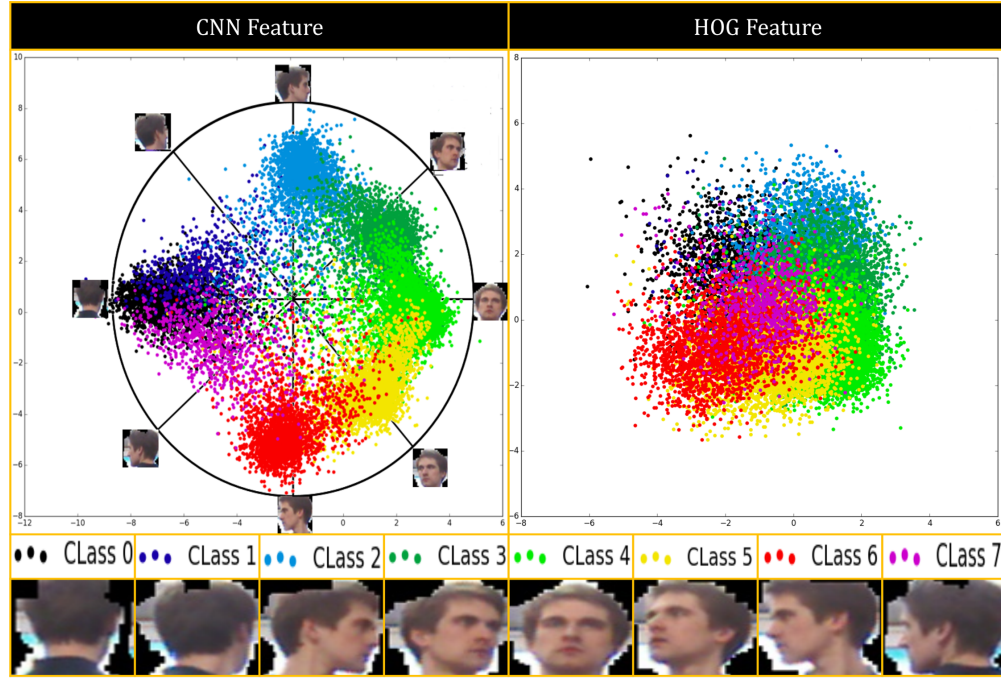 CNN Feature
HOG Feature
10
8
6
4
2
0
−2
−4
−6
−8
−12 −10 −8 −6 −4 −2 0 2 4 6
8
6
4
2
0
−2
−4
−6
−8 −6 −4 −2 0 2 4 6
CLass 0
CLass 1
CLass 2
CLass 3
CLass 4
CLass 5
CLass 6
CLass 7